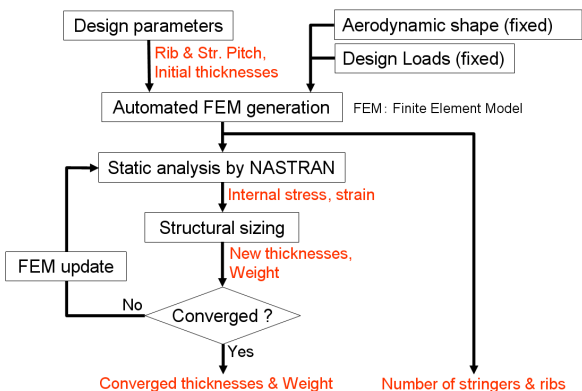 Design parameters
Aerodynamic shape (fixed)
Rib & Str. Pitch,
Initial thicknesses
Design Loads (fixed)
Automated FEM generation
FEM: Finite Element Model
Static analysis by NASTRAN
Internal stress, strain
Structural sizing
New thicknesses,
Weight
FEM update
No
Converged ?
Yes
Converged thicknesses & Weight
Number of stringers & ribs